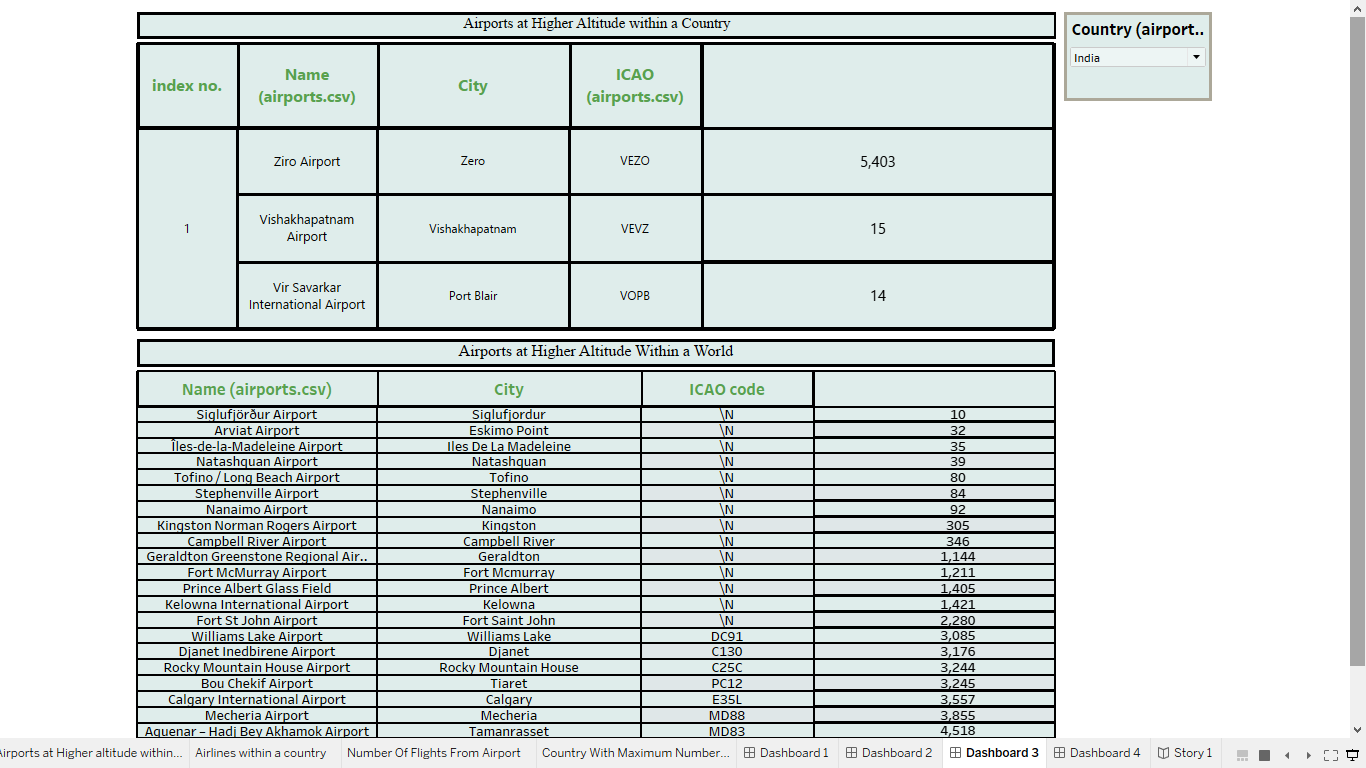 Airports at Higher Altitude within a Country
Country (airport..
India
index no.
Name
(airports.csv)
City
ICAO
(airports.csv)
1
Ziro Airport
Zero
VEZO
5,403
Vishakhapatnam
Airport
Vishakhapatnam
VEVZ
15
Vir Savarkar
International Airport
Port Blair
VOPB
14
Airports at Higher Altitude Within a World
Name (airports.csv) City ICAO code
Siglufjörður Airport Siglufjordur \N 10
Arviat Airport Eskimo Point \N 32
Îles-de-la-Madeleine Airport Iles De La Madeleine \N 35
Natashquan Airport Natashquan \N 39
Tofino / Long Beach Airport Tofino \N 80
Stephenville Airport Stephenville \N 84
Nanaimo Airport Nanaimo \N 92
Kingston Norman Rogers Airport Kingston \N 305
Campbell River Airport Campbell River \N 346
Geraldton Greenstone Regional Air.. Geraldton \N 1,144
Fort McMurray Airport Fort Mcmurray \N 1,211
Prince Albert Glass Field Prince Albert \N 1,405
Kelowna International Airport Kelowna \N 1,421
Fort St John Airport Fort Saint John \N 2,280
Williams Lake Airport Williams Lake DC91 3,085
Djanet Inedbirene Airport Djanet C130 3,176
Rocky Mountain House Airport Rocky Mountain House C25C 3,244
Bou Chekif Airport Tiaret PC12 3,245
Calgary International Airport Calgary E35L 3,557
Mecheria Airport Mecheria MD88 3,855
Aguenar – Hadj Bey Akhamok Airport Tamanrasset MD83 4,518
Airports at Higher altitude within... Airlines within a country Number Of Flights From Airport Country With Maximum Number... Dashboard 1 Dashboard 2 Dashboard 3 Dashboard 4 Story 1